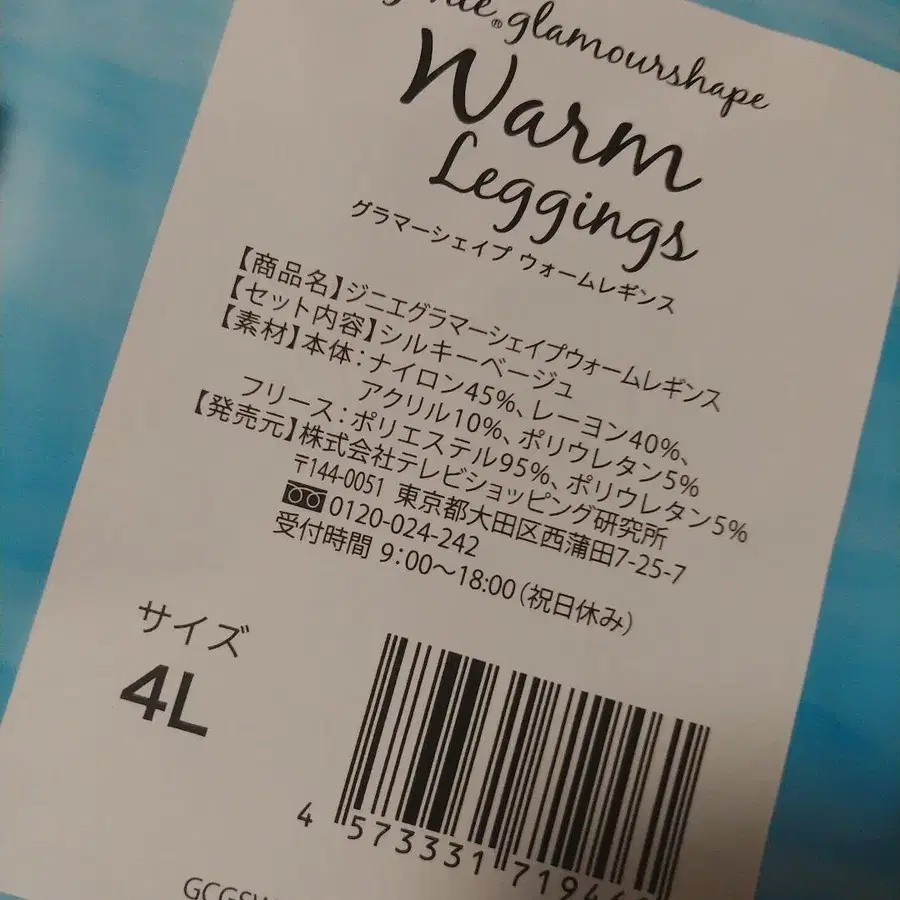 glamourshape
Warm
Leggings
グラマーシェイプ ウォームレギンス
【商品名】ジニエグラマーシェイプウォームレギンス
【セット内容】シルキーベージュ
【素材】本体：ナイロン45%、レーヨン40%、
アクリル10%、ポリウレタン5%
フリース：ポリエステル95%、ポリウレタン5%
【発売元】株式会社テレビショッピング研究所
〒144-0051 東京都大田区西蒲田7-25-7
0120-024-242
受付時間 9：00～18:00（祝日休み）
サイズ
4L
4 573331